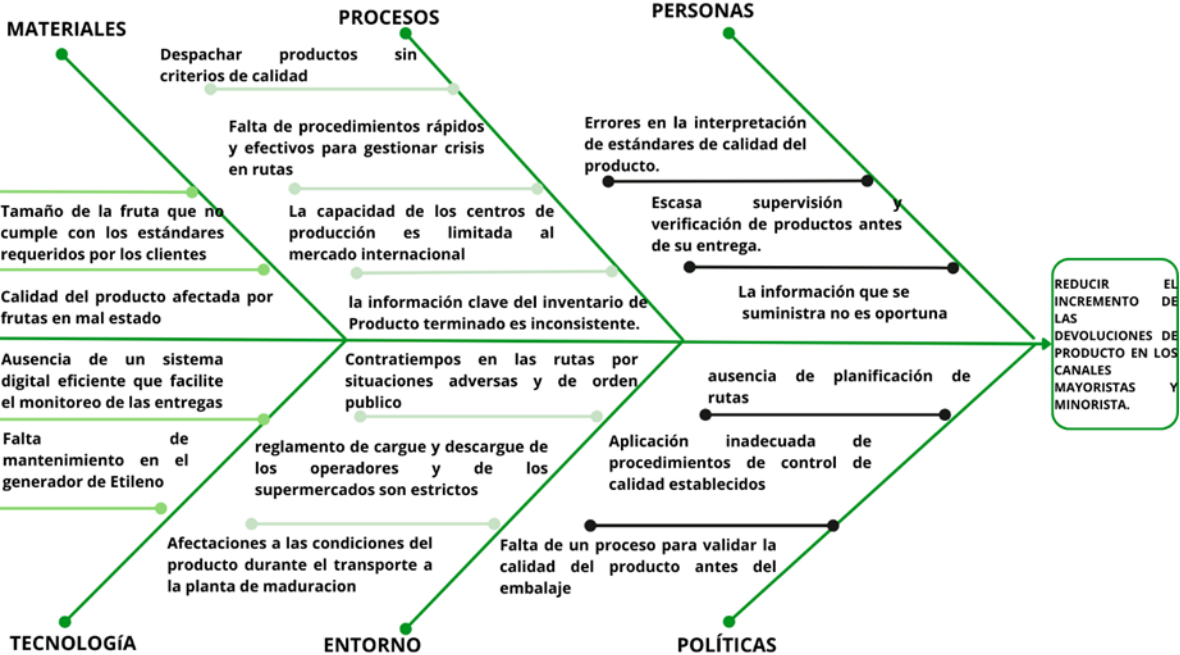 MATERIALES
PROCESOS
PERSONAS
Despachar productos sin
criterios de calidad
Falta de procedimientos rápidos
y efectivos para gestionar crisis
en rutas
La capacidad de los centros de
producción es limitada al
mercado internacional
la información clave del inventario de
Producto terminado es inconsistente.
Errores en la interpretación
de estándares de calidad del
producto.
Escasa supervisión y
verificación de productos antes
de su entrega.
La información que se
suministra no es oportuna
Tamaño de la fruta que no
cumple con los estándares
requeridos por los clientes
Calidad del producto afectada por
frutas en mal estado
REDUCIR EL
INCREMENTO DE
LAS
DEVOLUCIONES DE
PRODUCTO EN LOS
CANALES
MAYORISTAS Y
MINORISTA.
Ausencia de un sistema
digital eficiente que facilite
el monitoreo de las entregas
Falta de
mantenimiento en el
generador de Etileno
Contratiempos en las rutas por
situaciones adversas y de orden
publico
reglamento de cargue y descargue de
los operadores y de los
supermercados son estrictos
Afectaciones a las condiciones del
producto durante el transporte a
la planta de maduracion
ausencia de planificación de
rutas
Aplicación inadecuada de
procedimientos de control de
calidad establecidos
Falta de un proceso para validar la
calidad del producto antes del
embalaje
TECNOLOGíA
ENTORNO
POLÍTICAS